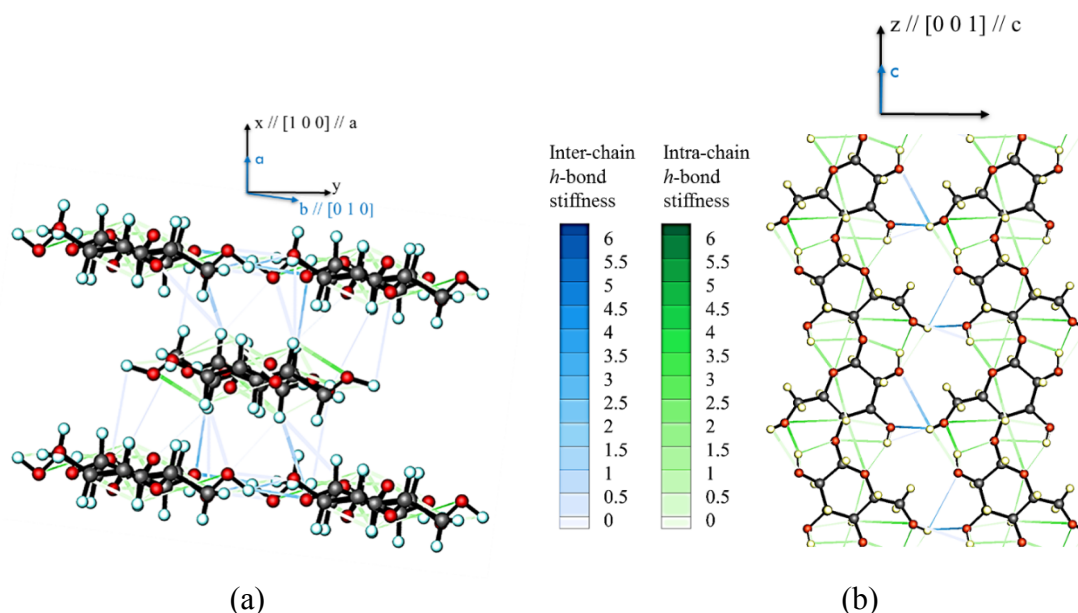 x // [1 0 0] // a
a
y
b // [0 1 0]
(a)
Inter-chain
h-bond
stiffness
6
5.5
5
4.5
4
3.5
3
2.5
2
1.5
1
0.5
0
Intra-chain
h-bond
stiffness
6
5.5
5
4.5
4
3.5
3
2.5
2
1.5
1
0.5
0
z // [0 0 1] // c
c
(b)